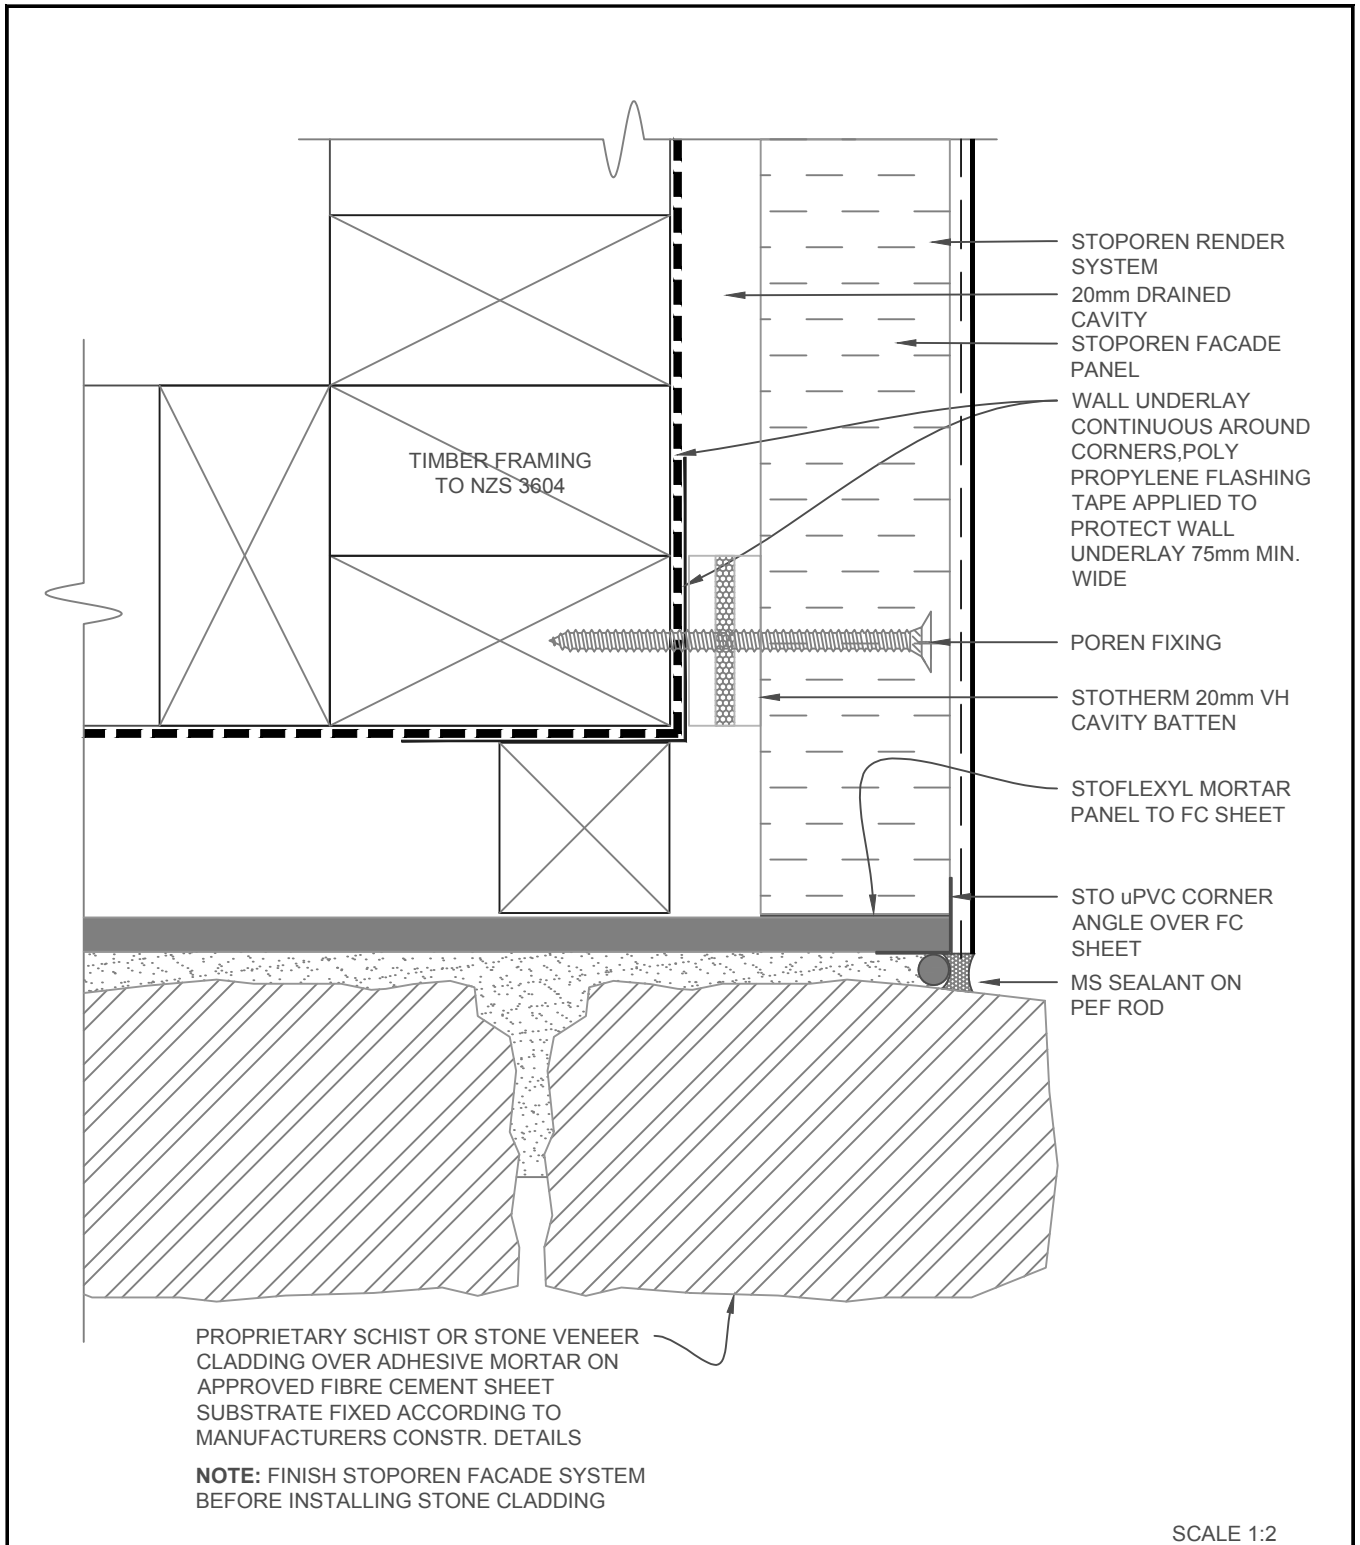 STOPOREN RENDER
SYSTEM
20mm DRAINED
CAVITY
STOPOREN FACADE
PANEL
WALL UNDERLAY
CONTINUOUS AROUND
CORNERS,POLY
PROPYLENE FLASHING
TAPE APPLIED TO
PROTECT WALL
UNDERLAY 75mm MIN.
WIDE
TIMBER FRAMING
TO NZS 3604
POREN FIXING
STOTHERM 20mm VH
CAVITY BATTEN
STOFLEXYL MORTAR
PANEL TO FC SHEET
STO uPVC CORNER
ANGLE OVER FC
SHEET
MS SEALANT ON
PEF ROD
PROPRIETARY SCHIST OR STONE VENEER
CLADDING OVER ADHESIVE MORTAR ON
APPROVED FIBRE CEMENT SHEET
SUBSTRATE FIXED ACCORDING TO
MANUFACTURERS CONSTR. DETAILS
NOTE: FINISH STOPOREN FACADE SYSTEM
BEFORE INSTALLING STONE CLADDING
SCALE 1:2